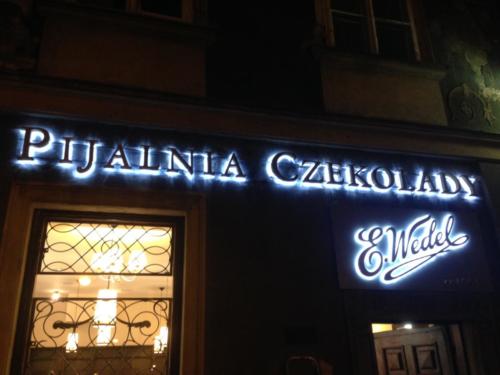 PIJALNIA CZEKOLADY
E. Wedel